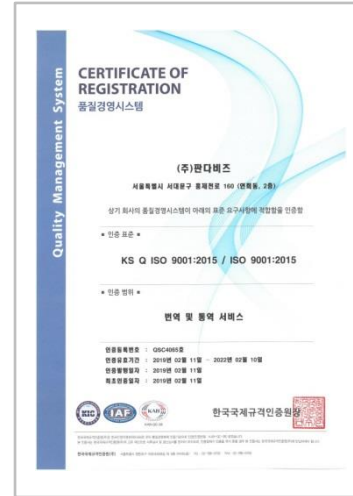 Quality Management System
CERTIFICATE OF
REGISTRATION
품질경영시스템
(주)판다비즈
서울특별시 서대문구 홍제천로 160 (연희동, 2층)
상기 회사의 품질경영시스템이 아래의 표준 요구사항에 적합함을 인증함
* 인증 표준 *
KS Q ISO 9001:2015 / ISO 9001:2015
* 인증 범위 *
번역 및 통역 서비스
인증등록번호 : QSC4065호
인증유효기간 : 2019년 02월 11일 - 2022년 02월 10일
인증발행일자 : 2019년 02월 11일
최초인증일자 : 2019년 02월 11일
KIC
IAF
KAB
한국국제규격인증원장